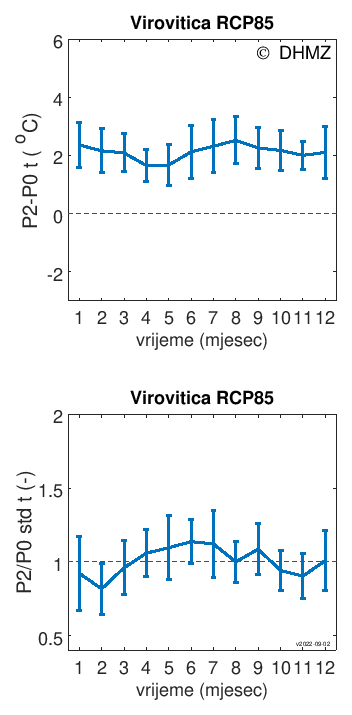 Virovitica RCP85
© DHMZ
P2-P0 t ( °C)
6
4
2
0
-2
1 2 3 4 5 6 7 8 9 10 11 12
vrijeme (mjesec)
Virovitica RCP85
P2/P0 std t (-)
2
1.5
1
0.5
v2022-09-02
1 2 3 4 5 6 7 8 9 10 11 12
vrijeme (mjesec)